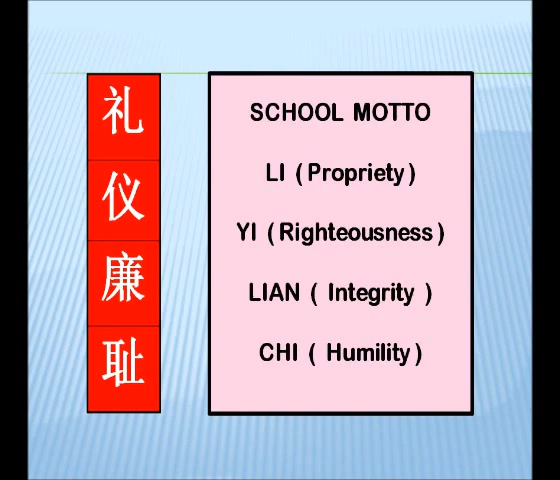 礼
仪
廉
耻
SCHOOL MOTTO
LI ( Propriety )
YI ( Righteousness )
LIAN ( Integrity )
CHI ( Humility )